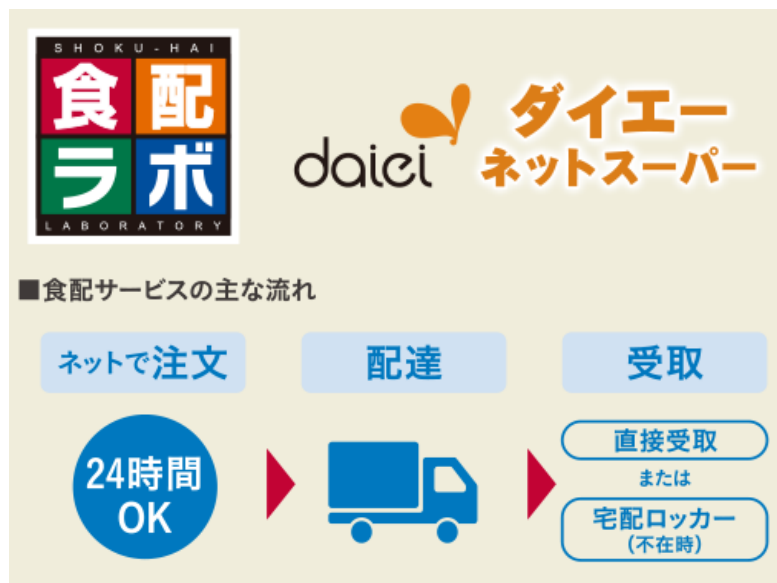 SHOKU-HAI
食配
ラボ
LABORATORY
daiei
ダイエー
ネットスーパー
■食配サービスの主な流れ
ネットで注文
配達
受取
24時間
OK
直接受取
または
宅配ロッカー
(不在時)